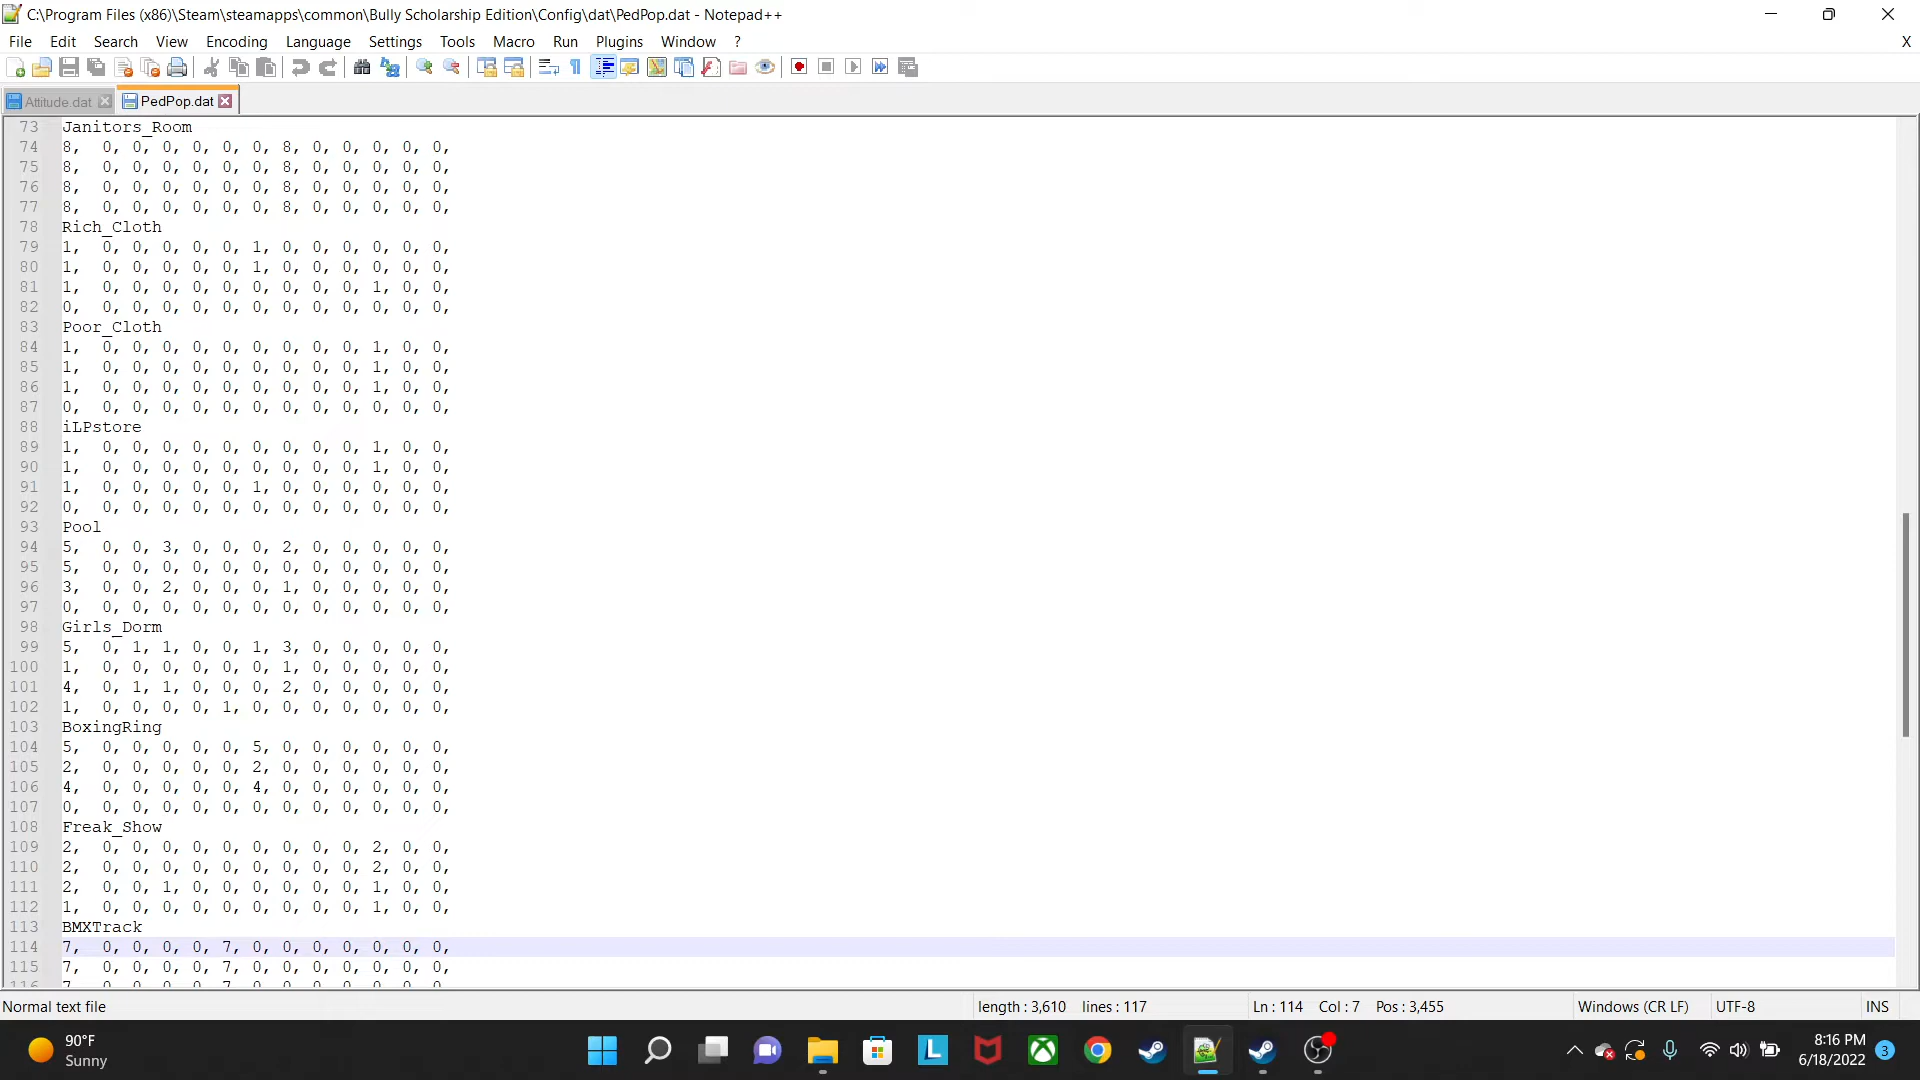 C:\Program Files (x86)\Steam\steamapps\common\Bully Scholarship Edition\Config\dat\PedPop.dat - Notepad++
File Edit Search View Encoding Language Settings Tools Macro Run Plugins Window ? X
Attitude.dat PedPop.dat
73 Janitors_Room
74 8, 0, 0, 0, 0, 0, 0, 8, 0, 0, 0, 0, 0,
75 8, 0, 0, 0, 0, 0, 0, 8, 0, 0, 0, 0, 0,
76 8, 0, 0, 0, 0, 0, 0, 8, 0, 0, 0, 0, 0,
77 8, 0, 0, 0, 0, 0, 0, 8, 0, 0, 0, 0, 0,
78 Rich_Cloth
79 1, 0, 0, 0, 0, 0, 1, 0, 0, 0, 0, 0, 0,
80 1, 0, 0, 0, 0, 0, 1, 0, 0, 0, 0, 0, 0,
81 1, 0, 0, 0, 0, 0, 0, 0, 0, 0, 1, 0, 0,
82 0, 0, 0, 0, 0, 0, 0, 0, 0, 0, 0, 0, 0,
83 Poor_Cloth
84 1, 0, 0, 0, 0, 0, 0, 0, 0, 0, 1, 0, 0,
85 1, 0, 0, 0, 0, 0, 0, 0, 0, 0, 1, 0, 0,
86 1, 0, 0, 0, 0, 0, 0, 0, 0, 0, 1, 0, 0,
87 0, 0, 0, 0, 0, 0, 0, 0, 0, 0, 0, 0, 0,
88 iLPstore
89 1, 0, 0, 0, 0, 0, 0, 0, 0, 0, 1, 0, 0,
90 1, 0, 0, 0, 0, 0, 0, 0, 0, 0, 1, 0, 0,
91 1, 0, 0, 0, 0, 0, 1, 0, 0, 0, 0, 0, 0,
92 0, 0, 0, 0, 0, 0, 0, 0, 0, 0, 0, 0, 0,
93 Pool
94 5, 0, 0, 3, 0, 0, 0, 2, 0, 0, 0, 0, 0,
95 5, 0, 0, 0, 0, 0, 0, 0, 0, 0, 0, 0, 0,
96 3, 0, 0, 2, 0, 0, 0, 1, 0, 0, 0, 0, 0,
97 0, 0, 0, 0, 0, 0, 0, 0, 0, 0, 0, 0, 0,
98 Girls_Dorm
99 5, 0, 1, 1, 0, 0, 1, 3, 0, 0, 0, 0, 0,
100 1, 0, 0, 0, 0, 0, 0, 1, 0, 0, 0, 0, 0,
101 4, 0, 1, 1, 0, 0, 0, 2, 0, 0, 0, 0, 0,
102 1, 0, 0, 0, 0, 1, 0, 0, 0, 0, 0, 0, 0,
103 BoxingRing
104 5, 0, 0, 0, 0, 0, 5, 0, 0, 0, 0, 0, 0,
105 2, 0, 0, 0, 0, 0, 2, 0, 0, 0, 0, 0, 0,
106 4, 0, 0, 0, 0, 0, 4, 0, 0, 0, 0, 0, 0,
107 0, 0, 0, 0, 0, 0, 0, 0, 0, 0, 0, 0, 0,
108 Freak_Show
109 2, 0, 0, 0, 0, 0, 0, 0, 0, 0, 2, 0, 0,
110 2, 0, 0, 0, 0, 0, 0, 0, 0, 0, 2, 0, 0,
111 2, 0, 0, 1, 0, 0, 0, 0, 0, 0, 1, 0, 0,
112 1, 0, 0, 0, 0, 0, 0, 0, 0, 0, 1, 0, 0,
113 BMXTrack
114 7, 0, 0, 0, 0, 7, 0, 0, 0, 0, 0, 0, 0,
115 7, 0, 0, 0, 0, 7, 0, 0, 0, 0, 0, 0, 0,
Normal text file length : 3,610 lines : 117 Ln : 114 Col : 7 Pos : 3,455 Windows (CR LF) UTF-8 INS
90°F
Sunny
8:16 PM
6/18/2022
3